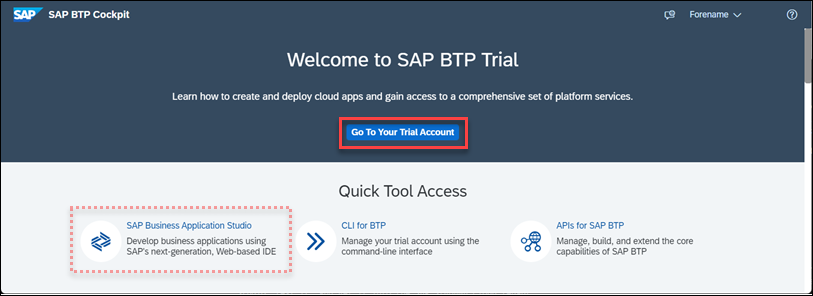 SAP SAP BTP Cockpit Forename
Welcome to SAP BTP Trial
Learn how to create and deploy cloud apps and gain access to a comprehensive set of platform services.
Go To Your Trial Account
Quick Tool Access
SAP Business Application Studio
Develop business applications using
SAP's next-generation, Web-based IDE
CLI for BTP
Manage your trial account using the
command-line interface
APIs for SAP BTP
Manage, build, and extend the core
capabilities of SAP BTP